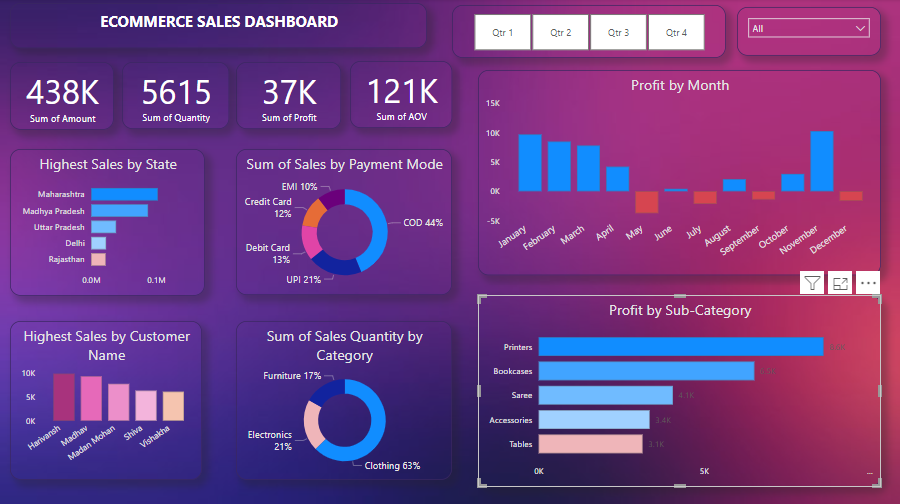 ECOMMERCE SALES DASHBOARD
Qtr 1
Qtr 2
Qtr 3
Qtr 4
All
438K
Sum of Amount
5615
Sum of Quantity
37K
Sum of Profit
121K
Sum of AOV
Highest Sales by State
Maharashtra
Madhya Pradesh
Uttar Pradesh
Delhi
Rajasthan
0.0M
0.1M
Sum of Sales by Payment Mode
EMI 10%
Credit Card
12%
Debit Card
13%
UPI 21%
COD 44%
Profit by Month
15K
10K
5K
0K
-5K
January
February
March
April
May
June
July
August
September
October
November
December
Highest Sales by Customer
Name
10K
5K
0K
Harivansh
Madhav
Madan Mohan
Shiva
Vishakha
Sum of Sales Quantity by
Category
Furniture 17%
Electronics
21%
Clothing 63%
Profit by Sub-Category
Printers
Bookcases
Saree
4.1K
Accessories
3.4K
Tables
3.1K
0K
5K